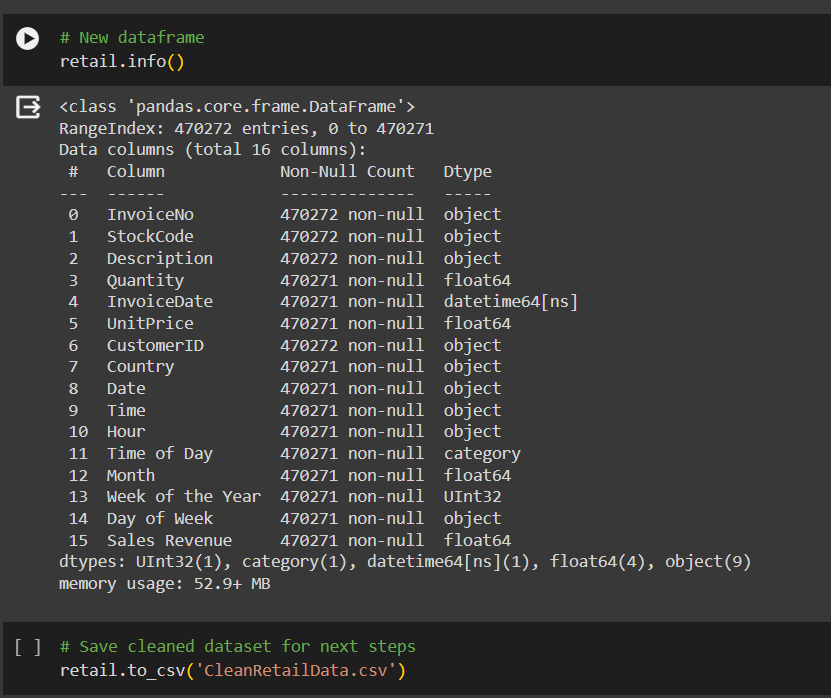 # New dataframe
retail.info()
<class 'pandas.core.frame.DataFrame'>
RangeIndex: 470272 entries, 0 to 470271
Data columns (total 16 columns):
 #   Column            Non-Null Count   Dtype
---  ------            --------------   -----
 0   InvoiceNo         470272 non-null  object
 1   StockCode         470272 non-null  object
 2   Description       470272 non-null  object
 3   Quantity          470271 non-null  float64
 4   InvoiceDate       470271 non-null  datetime64[ns]
 5   UnitPrice         470271 non-null  float64
 6   CustomerID        470272 non-null  object
 7   Country           470271 non-null  object
 8   Date              470271 non-null  object
 9   Time              470271 non-null  object
 10  Hour              470271 non-null  object
 11  Time of Day       470271 non-null  category
 12  Month             470271 non-null  float64
 13  Week of the Year  470271 non-null  UInt32
 14  Day of Week       470271 non-null  object
 15  Sales Revenue     470271 non-null  float64
dtypes: UInt32(1), category(1), datetime64[ns](1), float64(4), object(9)
memory usage: 52.9+ MB
[ ] # Save cleaned dataset for next steps
retail.to_csv('CleanRetailData.csv')